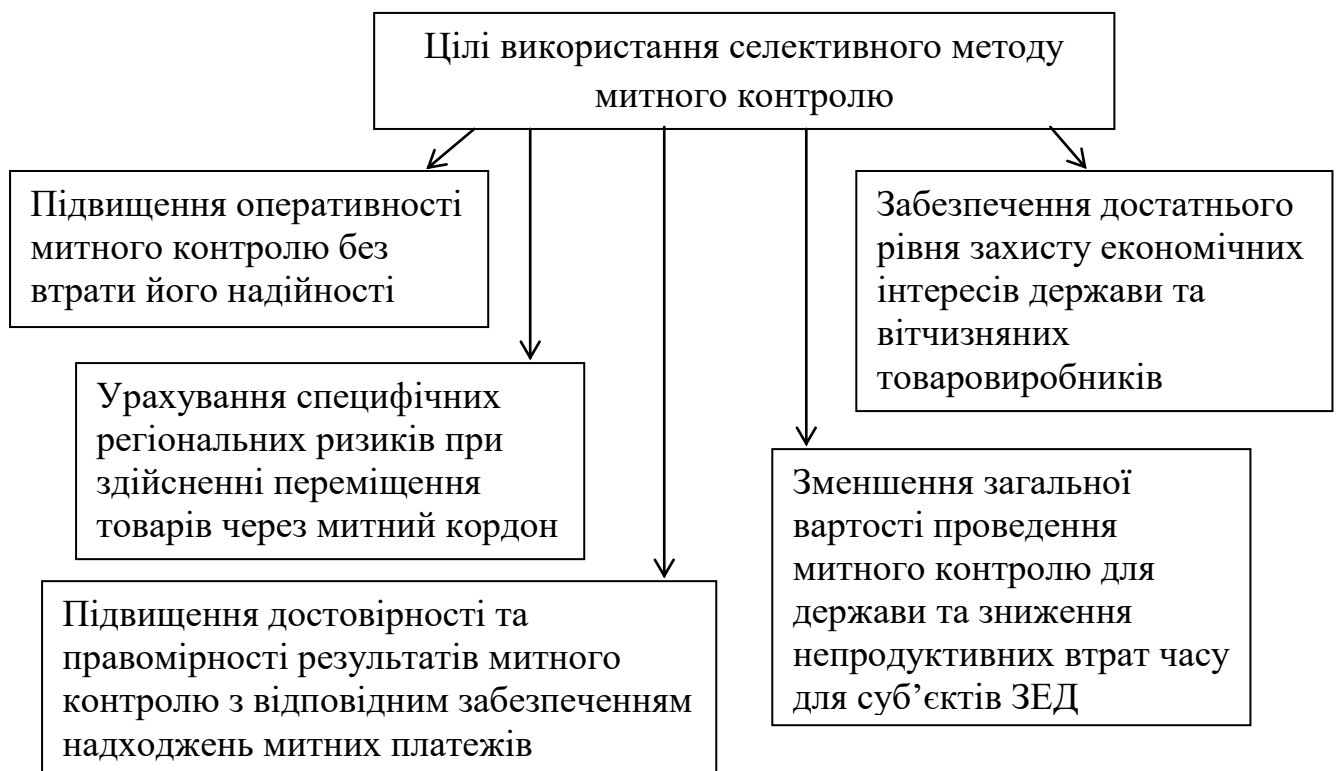 Цілі використання селективного методу
митного контролю
Підвищення оперативності
митного контролю без
втрати його надійності
Забезпечення достатнього
рівня захисту економічних
інтересів держави та
вітчизняних
товаровиробників
Урахування специфічних
регіональних ризиків при
здійсненні переміщення
товарів через митний кордон
Зменшення загальної
вартості проведення
митного контролю для
держави та зниження
непродуктивних втрат часу
для суб’єктів ЗЕД
Підвищення достовірності та
правомірності результатів митного
контролю з відповідним забезпеченням
надходжень митних платежів